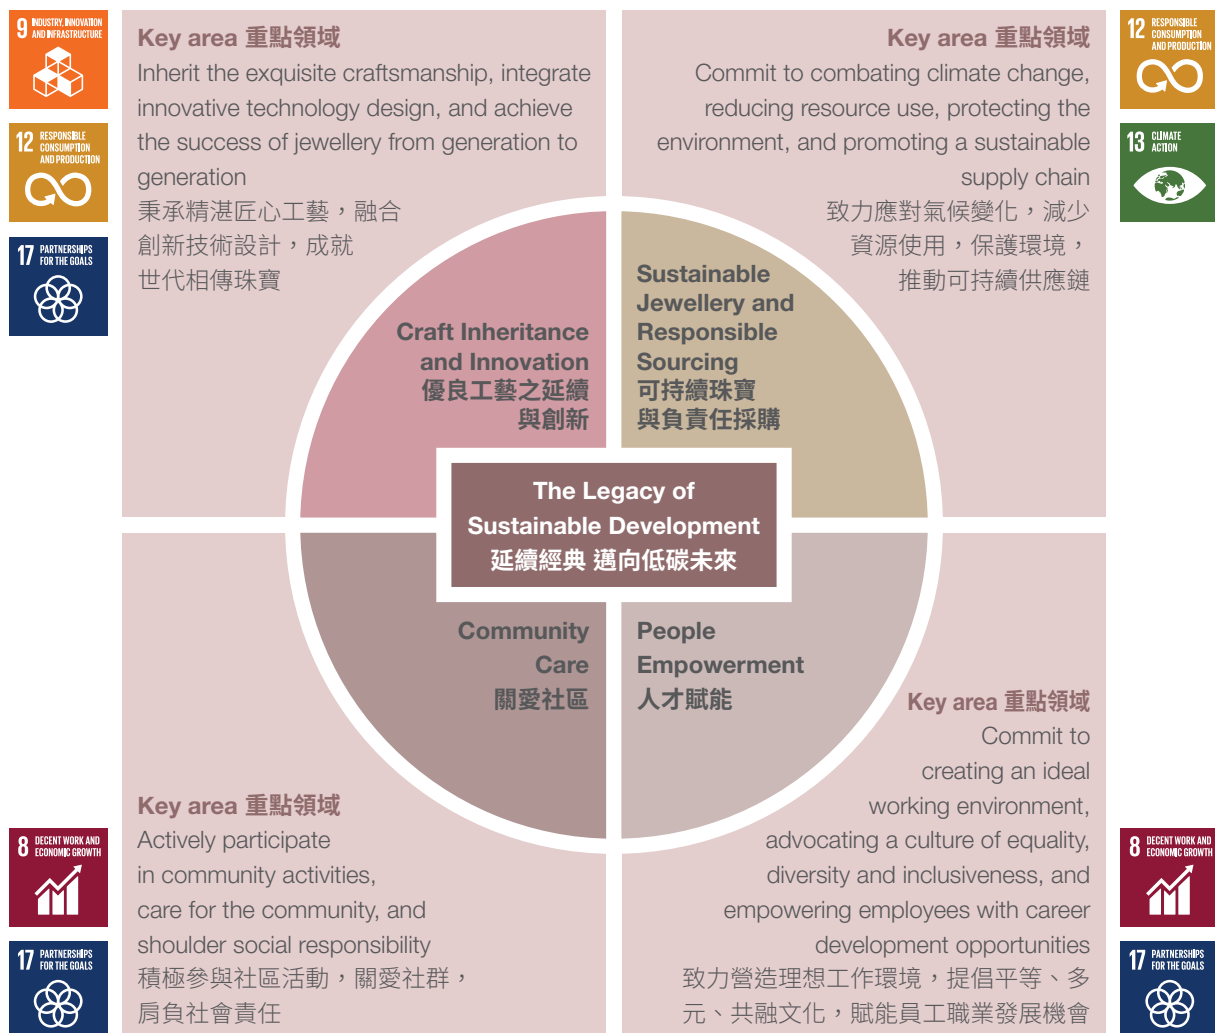 9 INDUSTRY, INNOVATION
AND INFRASTRUCTURE
12 RESPONSIBLE
CONSUMPTION
AND PRODUCTION
17 PARTNERSHIPS
FOR THE GOALS
Key area 重點領域
Inherit the exquisite craftsmanship, integrate
innovative technology design, and achieve
the success of jewellery from generation to
generation
秉承精湛匠心工藝，融合
創新技術設計，成就
世代相傳珠寶
Craft Inheritance
and Innovation
優良工藝之延續
與創新
Key area 重點領域
Commit to combating climate change,
reducing resource use, protecting the
environment, and promoting a sustainable
supply chain
致力應對氣候變化，減少
資源使用，保護環境，
推動可持續供應鏈
Sustainable
Jewellery and
Responsible
Sourcing
可持續珠寶
與負責任採購
12 RESPONSIBLE
CONSUMPTION
AND PRODUCTION
13 CLIMATE
ACTION
The Legacy of
Sustainable Development
延續經典 邁向低碳未來
Community
Care
關愛社區
Key area 重點領域
Actively participate
in community activities,
care for the community, and
shoulder social responsibility
積極參與社區活動，關愛社群，
肩負社會責任
8 DECENT WORK AND
ECONOMIC GROWTH
17 PARTNERSHIPS
FOR THE GOALS
People
Empowerment
人才賦能
Key area 重點領域
Commit to
creating an ideal
working environment,
advocating a culture of equality,
diversity and inclusiveness, and
empowering employees with career
development opportunities
致力營造理想工作環境，提倡平等、多
元、共融文化，賦能員工職業發展機會
8 DECENT WORK AND
ECONOMIC GROWTH
17 PARTNERSHIPS
FOR THE GOALS